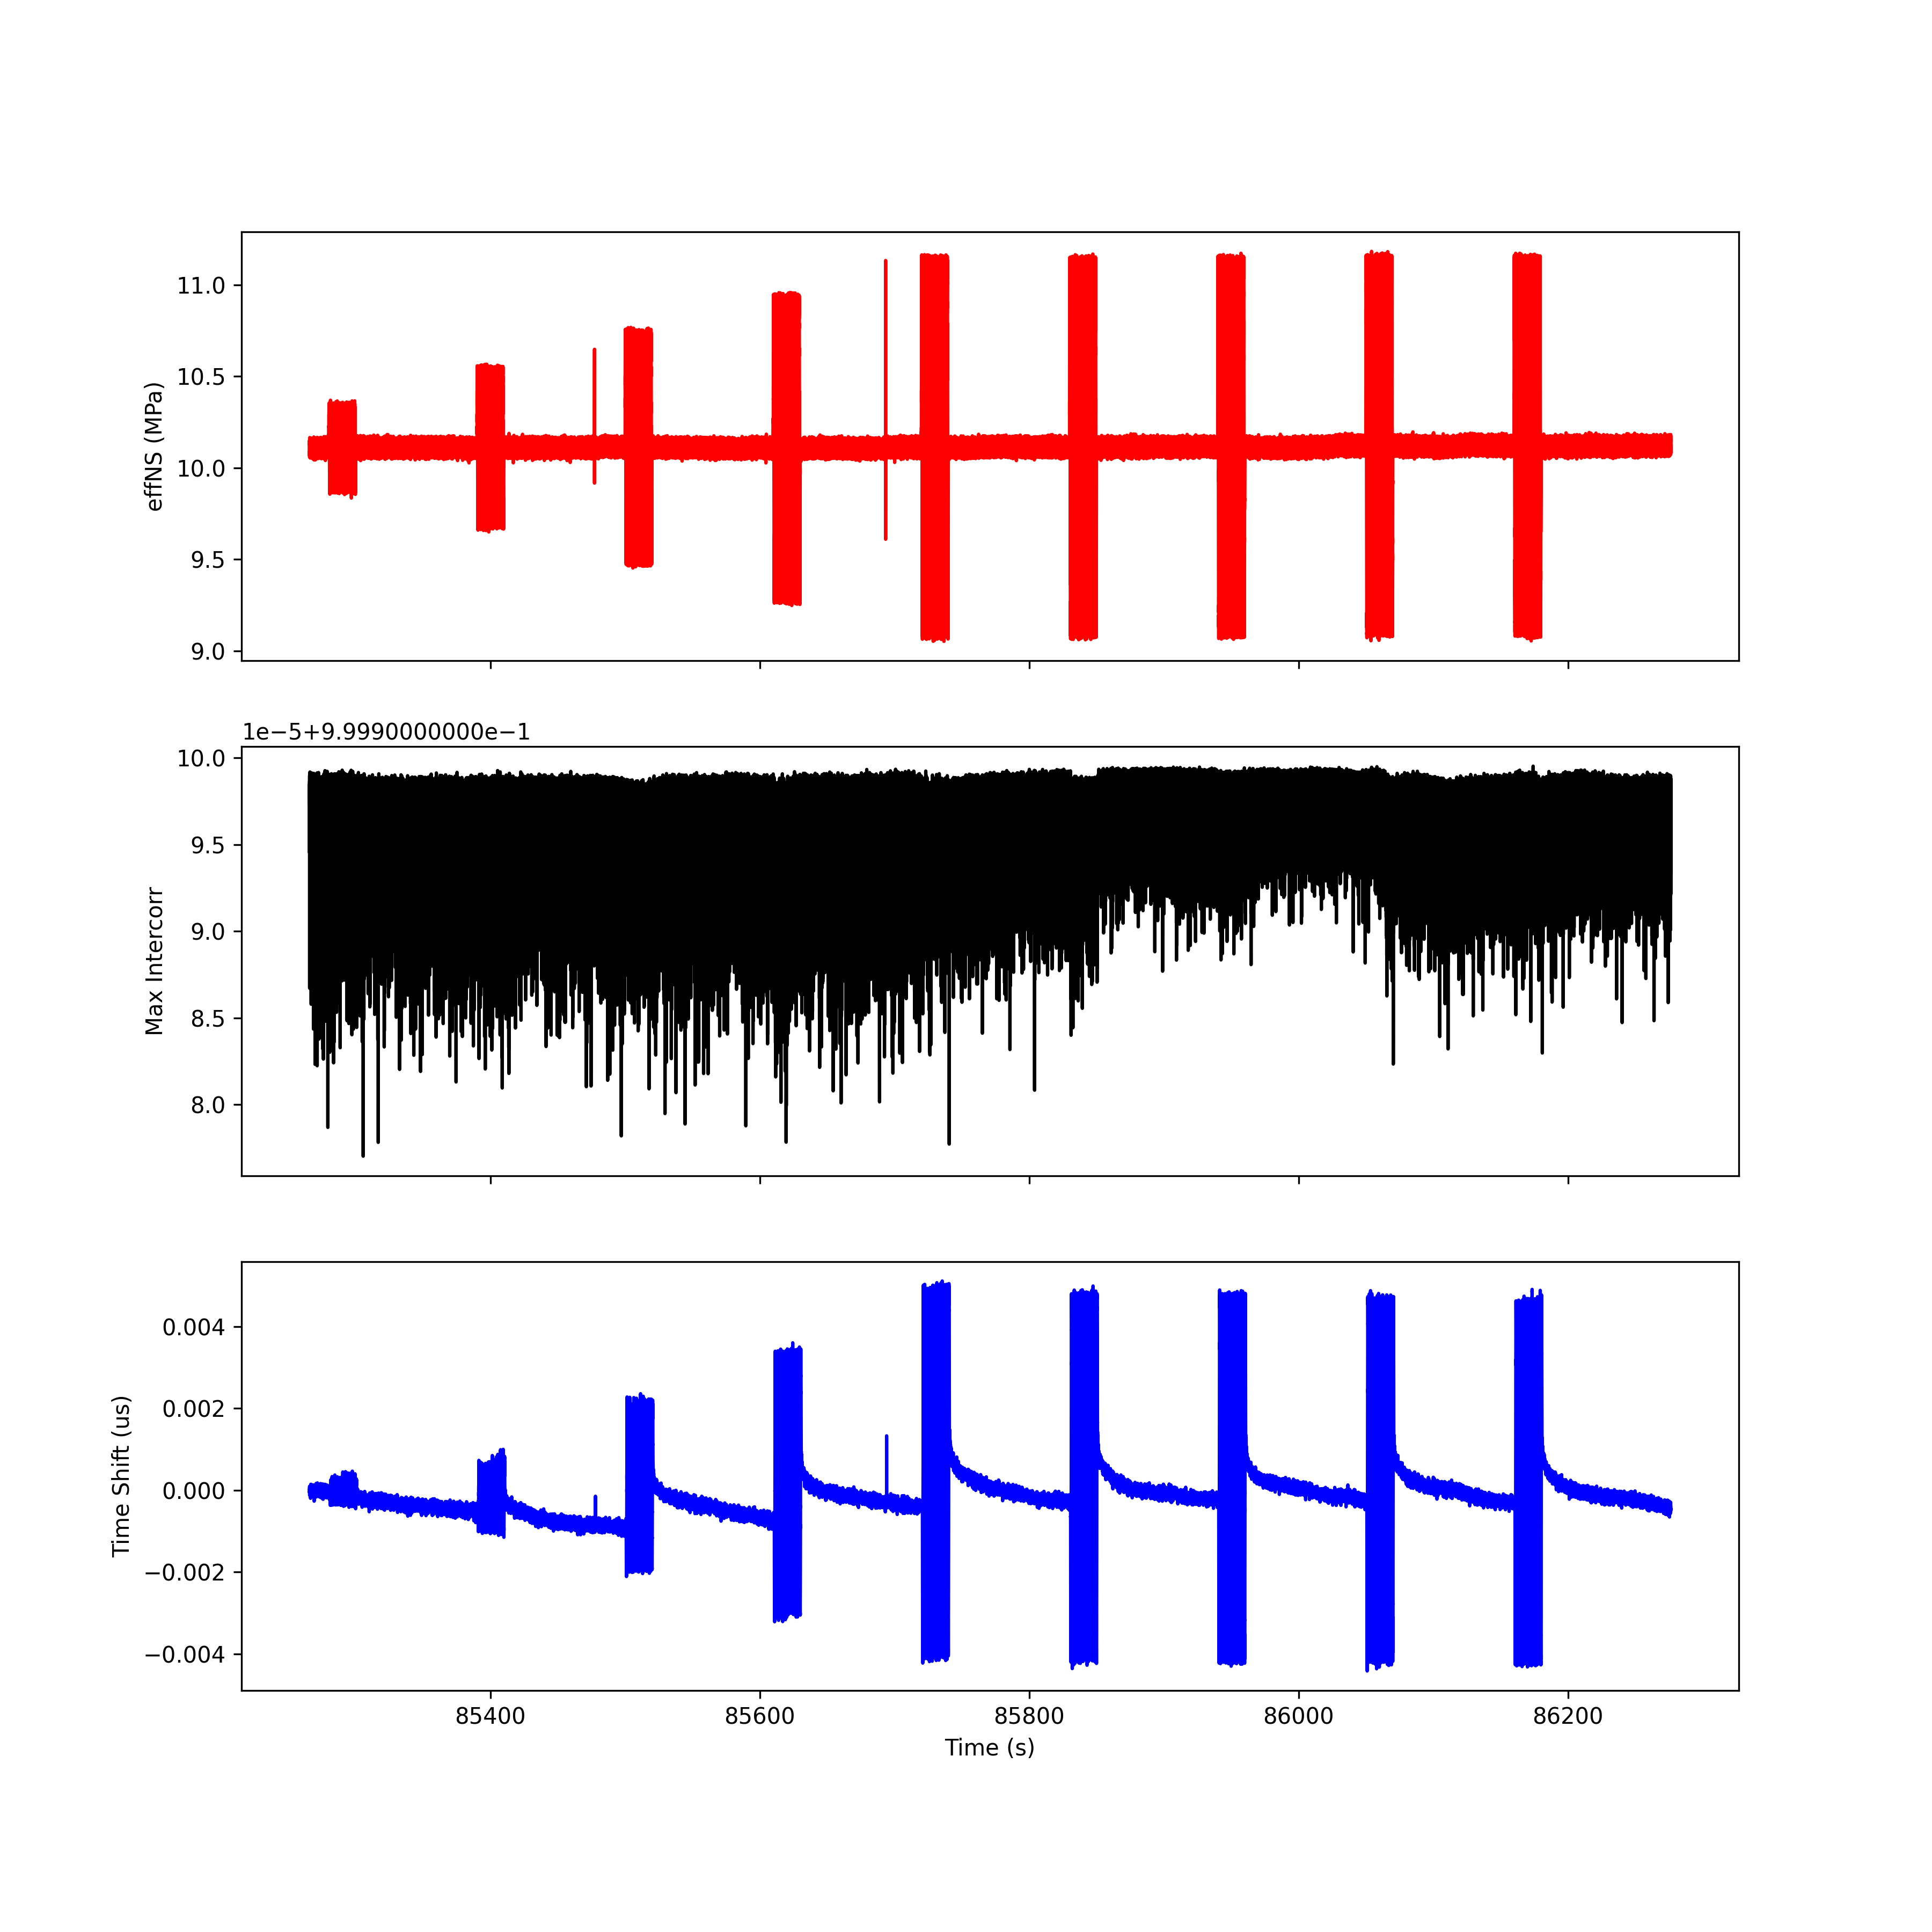 11.0
10.5
10.0
9.5
9.0
effNS (MPa)
1e−5+9.9990000000e−1
10.0
9.5
9.0
8.5
8.0
Max Intercorr
0.004
0.002
0.000
−0.002
−0.004
Time Shift (us)
85400 85600 85800 86000 86200
Time (s)